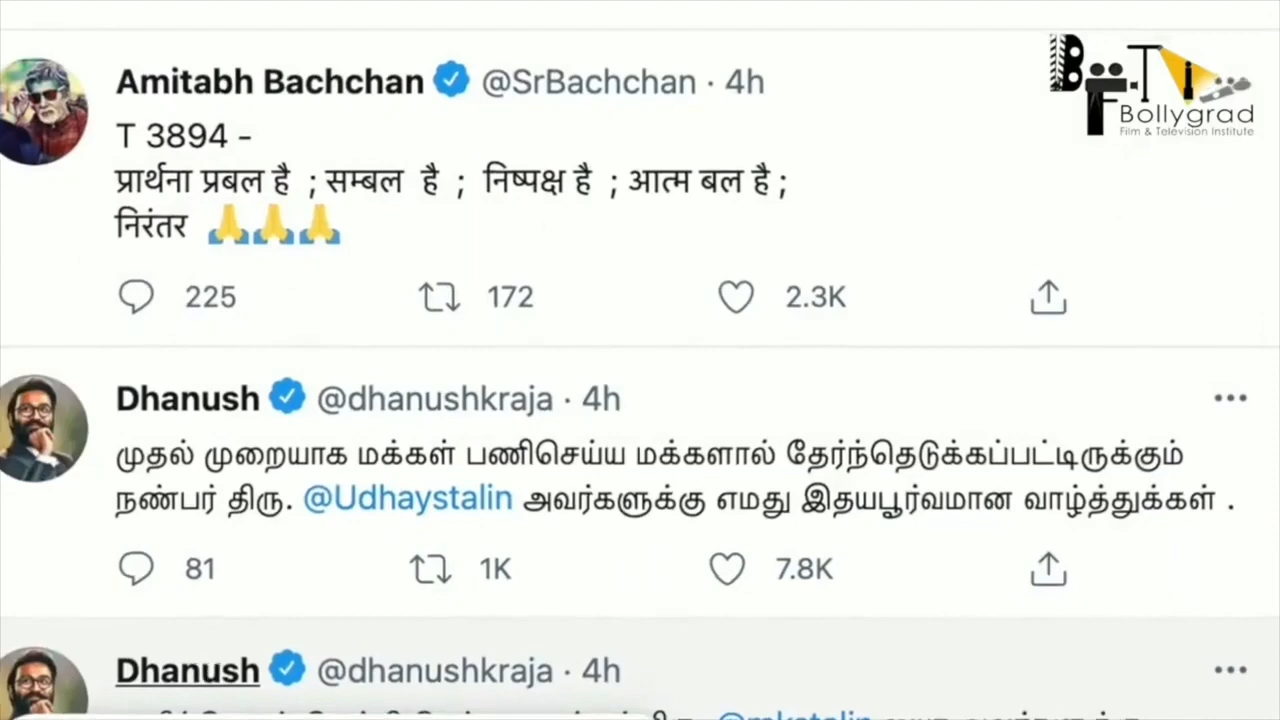 Amitabh Bachchan @SrBachchan · 4h
T 3894 -
प्रार्थना प्रबल है ; सम्बल है ; निष्पक्ष है ; आत्म बल है ;
निरंतर 🙏🙏🙏
225 172 2.3K
BFTI
Bollygrad
Film & Television Institute
Dhanush @dhanushkraja · 4h
முதல் முறையாக மக்கள் பணிசெய்ய மக்களால் தேர்ந்தெடுக்கப்பட்டிருக்கும்
நண்பர் திரு. @Udhaystalin அவர்களுக்கு எமது இதயபூர்வமான வாழ்த்துக்கள் .
81 1K 7.8K
Dhanush @dhanushkraja · 4h
@mkstalin